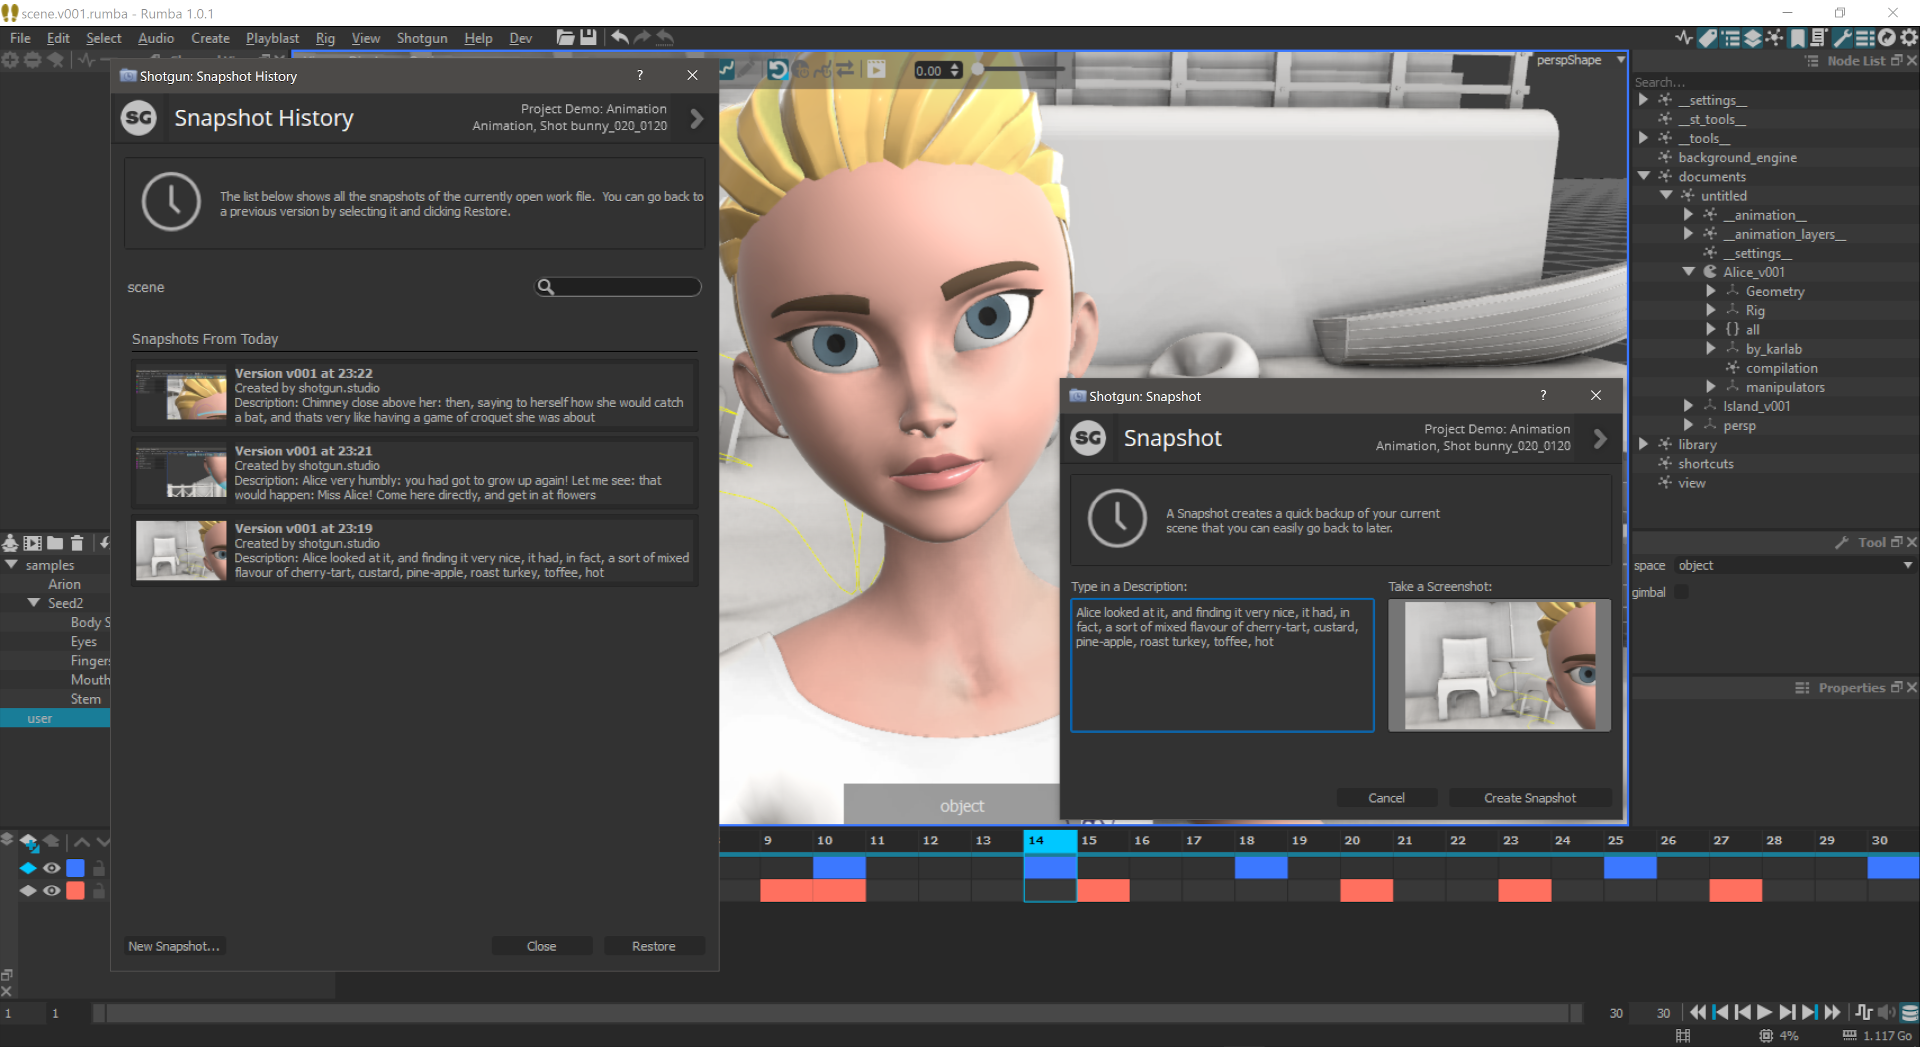 scene.v001.rumba - Rumba 1.0.1
File Edit Select Audio Create Playblast Rig View Shotgun Help Dev
Shotgun: Snapshot History
?
SG
Snapshot History
Project Demo: Animation
Animation, Shot bunny_020_0120
The list below shows all the snapshots of the currently open work file. You can go back to
a previous version by selecting it and clicking Restore.
scene
Snapshots From Today
Version v001 at 23:22
Created by shotgun.studio
Description: Chimney close above her: then, saying to herself how she would catch
a bat, and thats very like having a game of croquet she was about
Version v001 at 23:21
Created by shotgun.studio
Description: Alice very humbly: you had got to grow up again! Let me see: that
would happen: Miss Alice! Come here directly, and get in at flowers
Version v001 at 23:19
Created by shotgun.studio
Description: Alice looked at it, and finding it very nice, it had, in fact, a sort of mixed
flavour of cherry-tart, custard, pine-apple, roast turkey, toffee, hot
New Snapshot...
Close
Restore
samples
Arion
Seed2
Body S
Eyes
Fingers
Mouth
Stem
user
0.00
perspShape
object
Shotgun: Snapshot
?
SG
Snapshot
Project Demo: Animation
Animation, Shot bunny_020_0120
A Snapshot creates a quick backup of your current
scene that you can easily go back to later.
Type in a Description:
Take a Screenshot:
Alice looked at it, and finding it very nice, it had, in
fact, a sort of mixed flavour of cherry-tart, custard,
pine-apple, roast turkey, toffee, hot
Cancel
Create Snapshot
Node List
Search...
__settings__
__st_tools__
__tools__
background_engine
documents
untitled
__animation__
__animation_layers__
__settings__
Alice_v001
Geometry
Rig
{} all
by_karlab
compilation
manipulators
Island_v001
persp
library
shortcuts
view
Tool
space object
gimbal
Properties
9 10 11 12 13 14 15 16 17 18 19 20 21 22 23 24 25 26 27 28 29 30
1 1 30 30
4% 1.117 Go